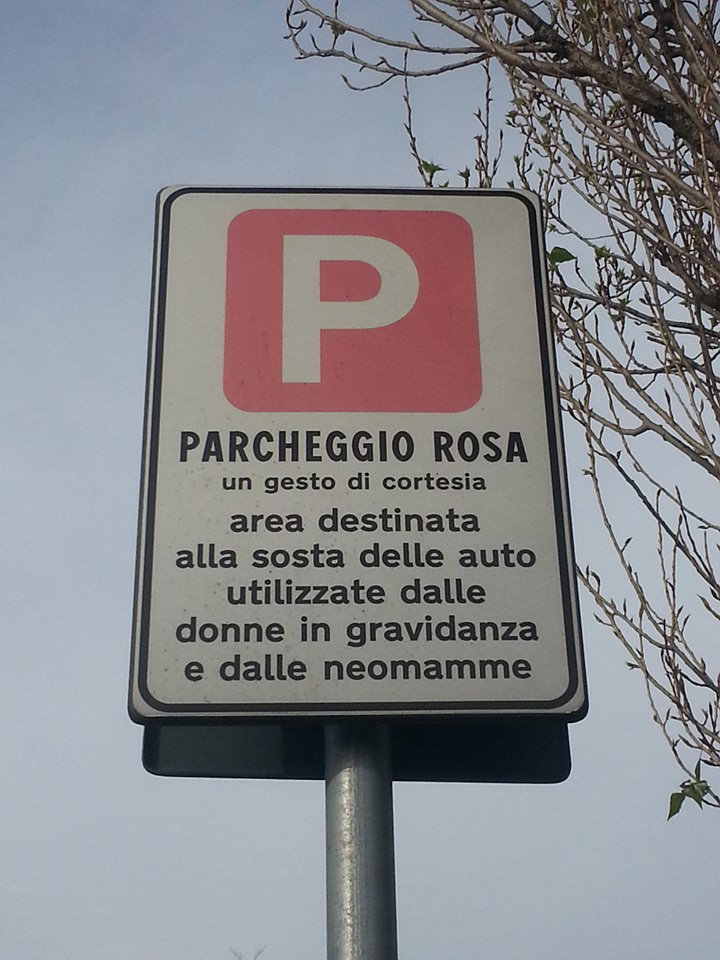 P
PARCHEGGIO ROSA
un gesto di cortesia
area destinata
alla sosta delle auto
utilizzate dalle
donne in gravidanza
e dalle neomamme